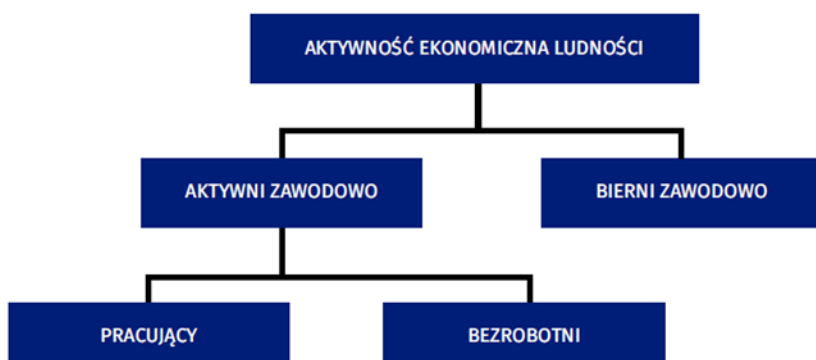 AKTYWNOŚĆ EKONOMICZNA LUDNOŚCI
AKTYWNI ZAWODOWO
BIERNI ZAWODOWO
PRACUJĄCY
BEZROBOTNI